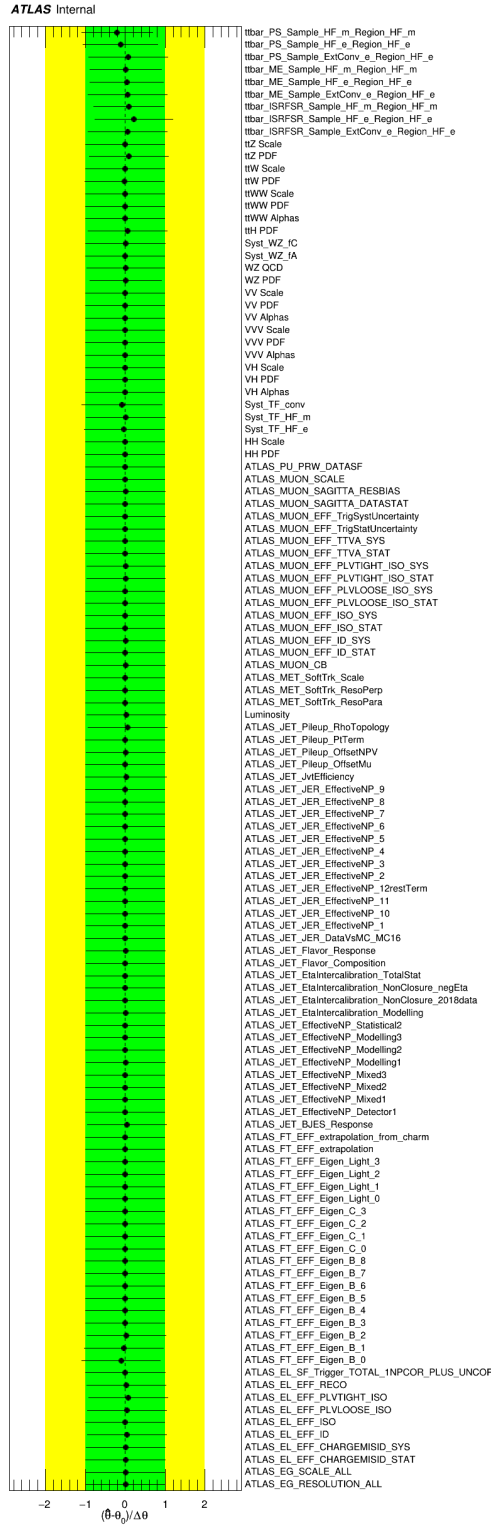 ATLAS Internal
ttbar_PS_Sample_HF_m_Region_HF_m
ttbar_PS_Sample_HF_e_Region_HF_e
ttbar_PS_Sample_ExtConv_e_Region_HF_e
ttbar_ME_Sample_HF_m_Region_HF_m
ttbar_ME_Sample_HF_e_Region_HF_e
ttbar_ME_Sample_ExtConv_e_Region_HF_e
ttbar_ISRFSR_Sample_HF_m_Region_HF_m
ttbar_ISRFSR_Sample_HF_e_Region_HF_e
ttbar_ISRFSR_Sample_ExtConv_e_Region_HF_e
ttZ Scale
ttZ PDF
ttW Scale
ttW PDF
ttWW Scale
ttWW PDF
ttWW Alphas
ttH PDF
Syst_WZ_fC
Syst_WZ_fA
WZ QCD
WZ PDF
VV Scale
VV PDF
VV Alphas
VVV Scale
VVV PDF
VVV Alphas
VH Scale
VH PDF
VH Alphas
Syst_TF_conv
Syst_TF_HF_m
Syst_TF_HF_e
HH Scale
HH PDF
ATLAS_PU_PRW_DATASF
ATLAS_MUON_SCALE
ATLAS_MUON_SAGITTA_RESBIAS
ATLAS_MUON_SAGITTA_DATASTAT
ATLAS_MUON_EFF_TrigSystUncertainty
ATLAS_MUON_EFF_TrigStatUncertainty
ATLAS_MUON_EFF_TTVA_SYS
ATLAS_MUON_EFF_TTVA_STAT
ATLAS_MUON_EFF_PLVTIGHT_ISO_SYS
ATLAS_MUON_EFF_PLVTIGHT_ISO_STAT
ATLAS_MUON_EFF_PLVLOOSE_ISO_SYS
ATLAS_MUON_EFF_PLVLOOSE_ISO_STAT
ATLAS_MUON_EFF_ISO_SYS
ATLAS_MUON_EFF_ISO_STAT
ATLAS_MUON_EFF_ID_SYS
ATLAS_MUON_EFF_ID_STAT
ATLAS_MUON_CB
ATLAS_MET_SoftTrk_Scale
ATLAS_MET_SoftTrk_ResoPerp
ATLAS_MET_SoftTrk_ResoPara
Luminosity
ATLAS_JET_Pileup_RhoTopology
ATLAS_JET_Pileup_PtTerm
ATLAS_JET_Pileup_OffsetNPV
ATLAS_JET_Pileup_OffsetMu
ATLAS_JET_JvtEfficiency
ATLAS_JET_JER_EffectiveNP_9
ATLAS_JET_JER_EffectiveNP_8
ATLAS_JET_JER_EffectiveNP_7
ATLAS_JET_JER_EffectiveNP_6
ATLAS_JET_JER_EffectiveNP_5
ATLAS_JET_JER_EffectiveNP_4
ATLAS_JET_JER_EffectiveNP_3
ATLAS_JET_JER_EffectiveNP_2
ATLAS_JET_JER_EffectiveNP_12restTerm
ATLAS_JET_JER_EffectiveNP_11
ATLAS_JET_JER_EffectiveNP_10
ATLAS_JET_JER_EffectiveNP_1
ATLAS_JET_JER_DataVsMC_MC16
ATLAS_JET_Flavor_Response
ATLAS_JET_Flavor_Composition
ATLAS_JET_EtaIntercalibration_TotalStat
ATLAS_JET_EtaIntercalibration_NonClosure_negEta
ATLAS_JET_EtaIntercalibration_NonClosure_2018data
ATLAS_JET_EtaIntercalibration_Modelling
ATLAS_JET_EffectiveNP_Statistical2
ATLAS_JET_EffectiveNP_Modelling3
ATLAS_JET_EffectiveNP_Modelling2
ATLAS_JET_EffectiveNP_Modelling1
ATLAS_JET_EffectiveNP_Mixed3
ATLAS_JET_EffectiveNP_Mixed2
ATLAS_JET_EffectiveNP_Mixed1
ATLAS_JET_EffectiveNP_Detector1
ATLAS_JET_BJES_Response
ATLAS_FT_EFF_extrapolation_from_charm
ATLAS_FT_EFF_extrapolation
ATLAS_FT_EFF_Eigen_Light_3
ATLAS_FT_EFF_Eigen_Light_2
ATLAS_FT_EFF_Eigen_Light_1
ATLAS_FT_EFF_Eigen_Light_0
ATLAS_FT_EFF_Eigen_C_3
ATLAS_FT_EFF_Eigen_C_2
ATLAS_FT_EFF_Eigen_C_1
ATLAS_FT_EFF_Eigen_C_0
ATLAS_FT_EFF_Eigen_B_8
ATLAS_FT_EFF_Eigen_B_7
ATLAS_FT_EFF_Eigen_B_6
ATLAS_FT_EFF_Eigen_B_5
ATLAS_FT_EFF_Eigen_B_4
ATLAS_FT_EFF_Eigen_B_3
ATLAS_FT_EFF_Eigen_B_2
ATLAS_FT_EFF_Eigen_B_1
ATLAS_FT_EFF_Eigen_B_0
ATLAS_EL_SF_Trigger_TOTAL_1NPCOR_PLUS_UNCOR
ATLAS_EL_EFF_RECO
ATLAS_EL_EFF_PLVTIGHT_ISO
ATLAS_EL_EFF_PLVLOOSE_ISO
ATLAS_EL_EFF_ISO
ATLAS_EL_EFF_ID
ATLAS_EL_EFF_CHARGEMISID_SYS
ATLAS_EL_EFF_CHARGEMISID_STAT
ATLAS_EG_SCALE_ALL
ATLAS_EG_RESOLUTION_ALL
−2 −1 0 1 2
(θ̂-θ₀)/Δθ